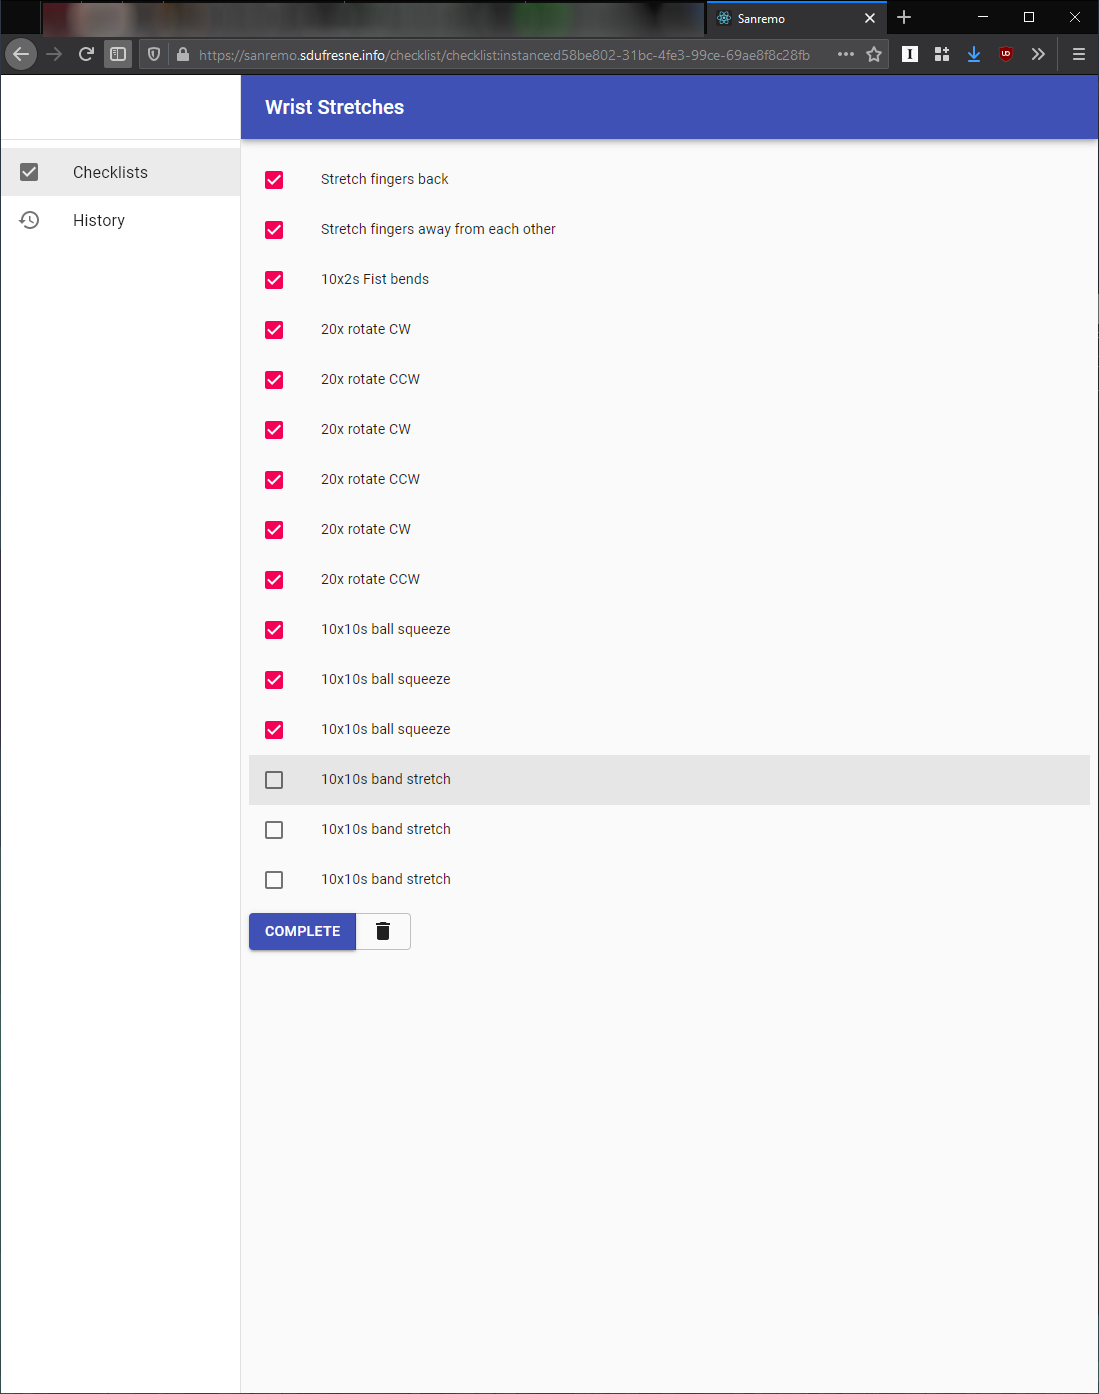 Sanremo
https://sanremo.sdufresne.info/checklist/checklist:instance:d58be802-31bc-4fe3-99ce-69ae8f8c28fb
Wrist Stretches
Checklists
History
Stretch fingers back
Stretch fingers away from each other
10x2s Fist bends
20x rotate CW
20x rotate CCW
20x rotate CW
20x rotate CCW
20x rotate CW
20x rotate CCW
10x10s ball squeeze
10x10s ball squeeze
10x10s ball squeeze
10x10s band stretch
10x10s band stretch
10x10s band stretch
COMPLETE